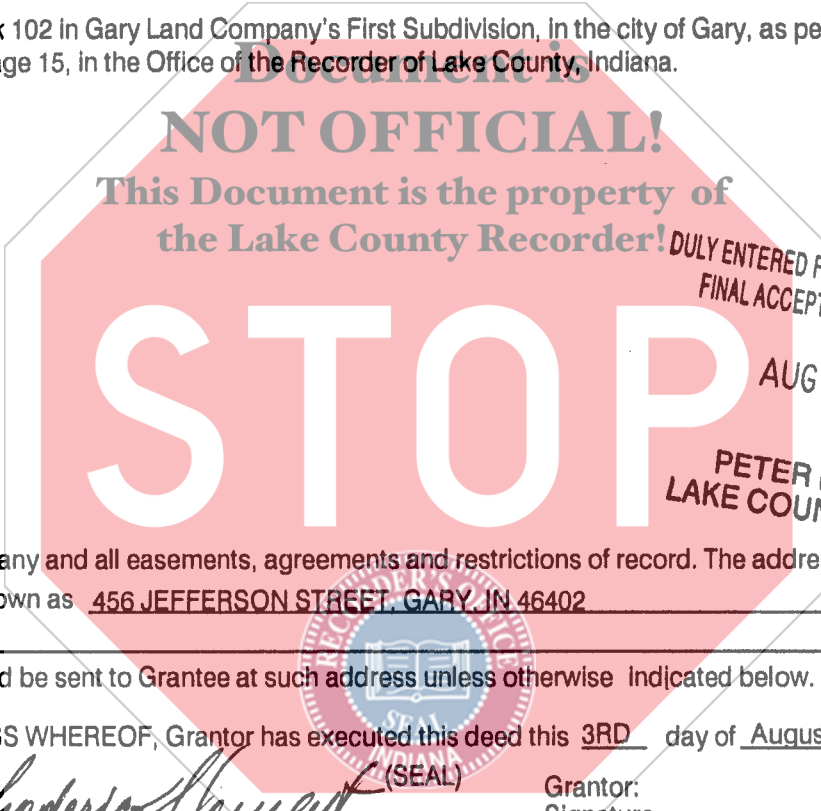 102 in Gary Land Company's First Subdivision, in the city of Gary, as pe
ge 15, in the Office of the Recorder of Lake County, Indiana.
Document is
NOT OFFICIAL!
This Document is the property of
the Lake County Recorder!
DULY ENTERED F
FINAL ACCEPT
STOP
AUG
PETER
LAKE COUN
any and all easements, agreements and restrictions of record. The addre
own as 456 JEFFERSON STREET, GARY, IN 46402
d be sent to Grantee at such address unless otherwise indicated below.
GS WHEREOF, Grantor has executed this deed this 3RD day of Augus
(SEAL)
Grantor:
Signature
RECORDER'S OFFICE
SEAL
INDIANA